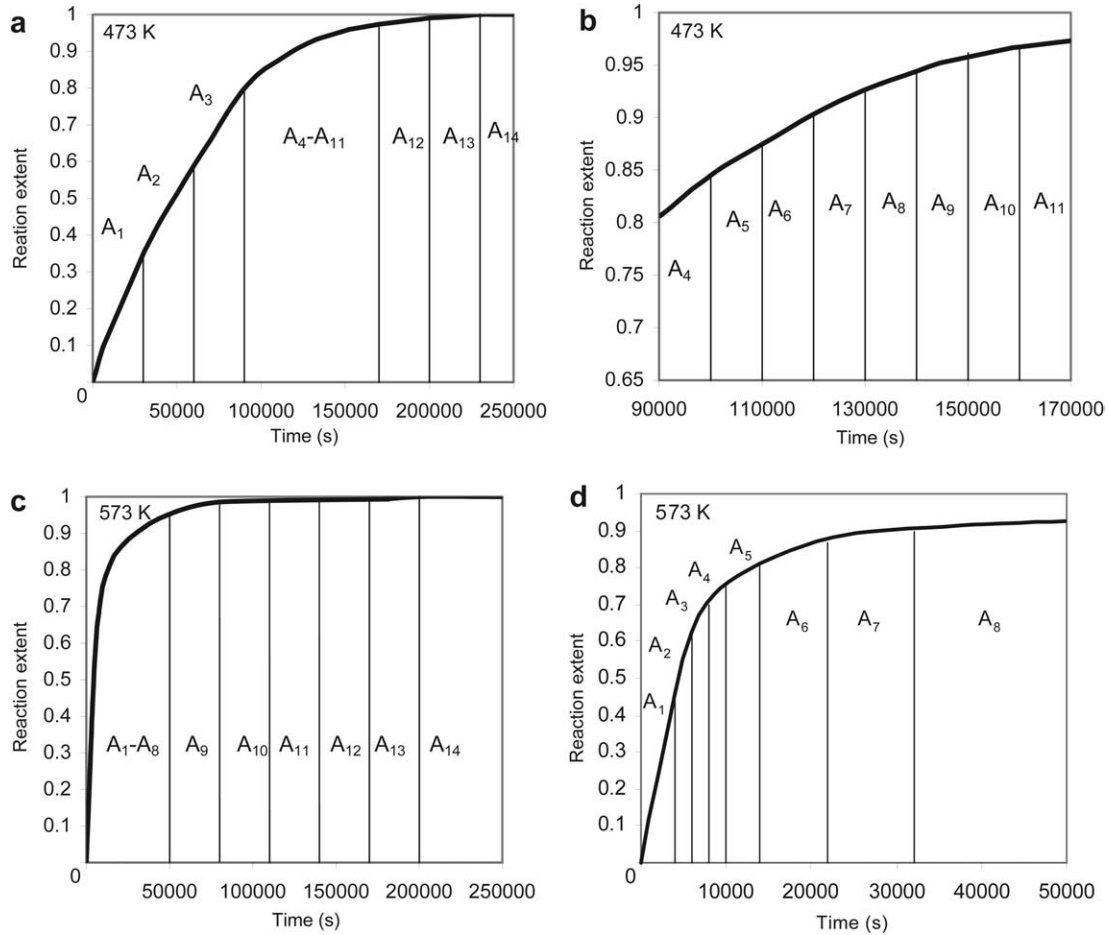 a
473 K
1
0.9
0.8
0.7
0.6
0.5
0.4
0.3
0.2
0.1
0
Reation extent
A1
A2
A3
A4-A11
A12
A13
A14
50000 100000 150000 200000 250000
Time (s)
b
473 K
0.95
0.9
0.85
0.8
0.75
0.7
0.65
Reaction extent
A4
A5
A6
A7
A8
A9
A10
A11
90000 110000 130000 150000 170000
Time (s)
c
573 K
1
0.9
0.8
0.7
0.6
0.5
0.4
0.3
0.2
0.1
0
Reaction extent
A1-A8
A9
A10
A11
A12
A13
A14
50000 100000 150000 200000 250000
Time (s)
d
573 K
1
0.9
0.8
0.7
0.6
0.5
0.4
0.3
0.2
0.1
0
Reaction extent
A1
A2
A3
A4
A5
A6
A7
A8
10000 20000 30000 40000 50000
Time (s)